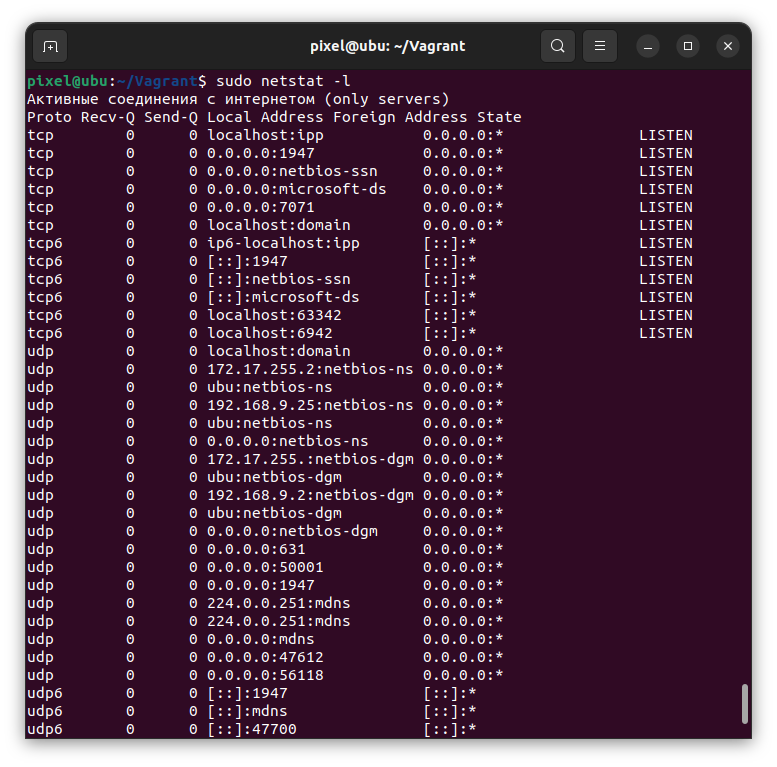 pixel@ubu: ~/Vagrant
pixel@ubu:~/Vagrant$ sudo netstat -l
Активные соединения с интернетом (only servers)
Proto Recv-Q Send-Q Local Address Foreign Address State
tcp 0 0 localhost:ipp 0.0.0.0:* LISTEN
tcp 0 0 0.0.0.0:1947 0.0.0.0:* LISTEN
tcp 0 0 0.0.0.0:netbios-ssn 0.0.0.0:* LISTEN
tcp 0 0 0.0.0.0:microsoft-ds 0.0.0.0:* LISTEN
tcp 0 0 0.0.0.0:7071 0.0.0.0:* LISTEN
tcp 0 0 localhost:domain 0.0.0.0:* LISTEN
tcp6 0 0 ip6-localhost:ipp [::]:* LISTEN
tcp6 0 0 [::]:1947 [::]:* LISTEN
tcp6 0 0 [::]:netbios-ssn [::]:* LISTEN
tcp6 0 0 [::]:microsoft-ds [::]:* LISTEN
tcp6 0 0 localhost:63342 [::]:* LISTEN
tcp6 0 0 localhost:6942 [::]:* LISTEN
udp 0 0 localhost:domain 0.0.0.0:*
udp 0 0 172.17.255.2:netbios-ns 0.0.0.0:*
udp 0 0 ubu:netbios-ns 0.0.0.0:*
udp 0 0 192.168.9.25:netbios-ns 0.0.0.0:*
udp 0 0 ubu:netbios-ns 0.0.0.0:*
udp 0 0 0.0.0.0:netbios-ns 0.0.0.0:*
udp 0 0 172.17.255.:netbios-dgm 0.0.0.0:*
udp 0 0 ubu:netbios-dgm 0.0.0.0:*
udp 0 0 192.168.9.2:netbios-dgm 0.0.0.0:*
udp 0 0 ubu:netbios-dgm 0.0.0.0:*
udp 0 0 0.0.0.0:netbios-dgm 0.0.0.0:*
udp 0 0 0.0.0.0:631 0.0.0.0:*
udp 0 0 0.0.0.0:50001 0.0.0.0:*
udp 0 0 0.0.0.0:1947 0.0.0.0:*
udp 0 0 224.0.0.251:mdns 0.0.0.0:*
udp 0 0 224.0.0.251:mdns 0.0.0.0:*
udp 0 0 0.0.0.0:mdns 0.0.0.0:*
udp 0 0 0.0.0.0:47612 0.0.0.0:*
udp 0 0 0.0.0.0:56118 0.0.0.0:*
udp6 0 0 [::]:1947 [::]:*
udp6 0 0 [::]:mdns [::]:*
udp6 0 0 [::]:47700 [::]:*